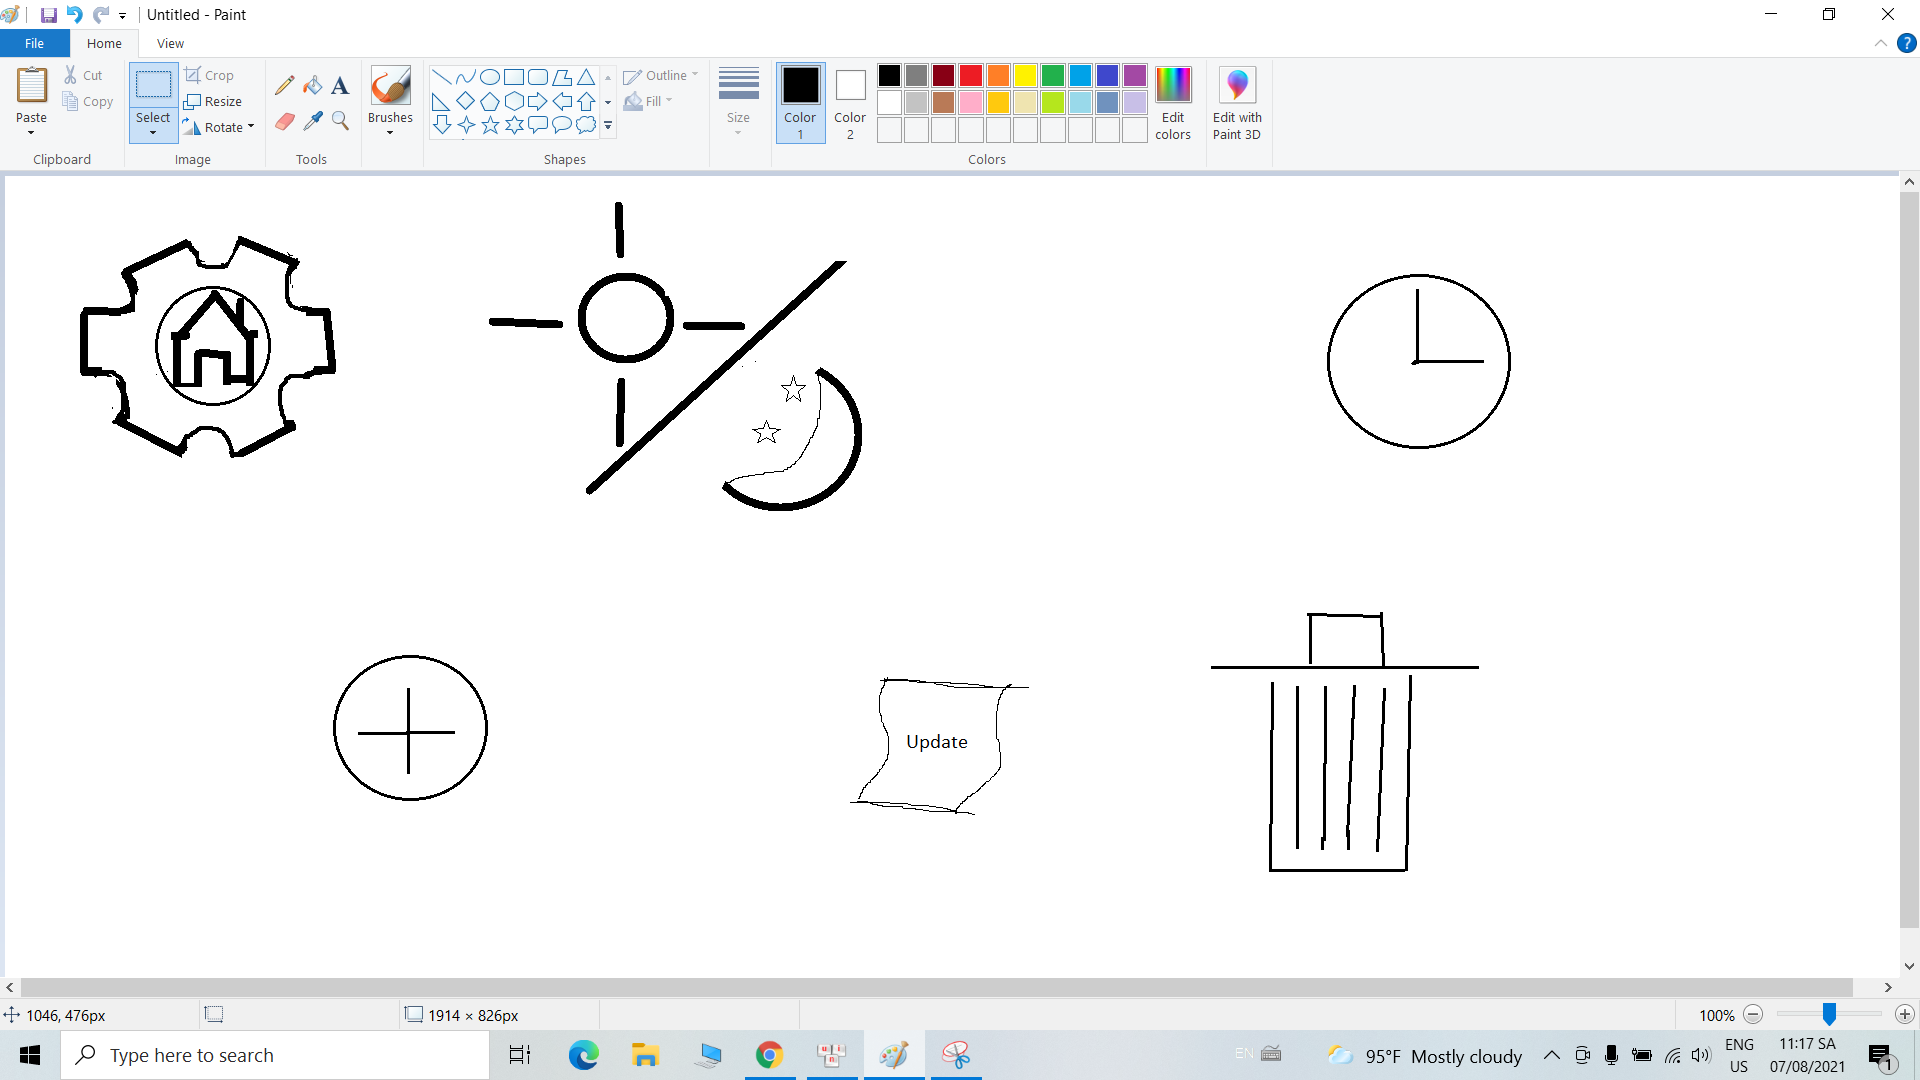 Untitled - Paint
File
Home
View
Paste
Cut
Copy
Clipboard
Select
Crop
Resize
Rotate
Image
A
Tools
Brushes
Outline
Fill
Shapes
Size
Color
1
Color
2
Edit
colors
Colors
Edit with
Paint 3D
?
Update
1046, 476px
1914 × 826px
100%
Type here to search
EN
95°F Mostly cloudy
ENG
US
11:17 SA
07/08/2021
1